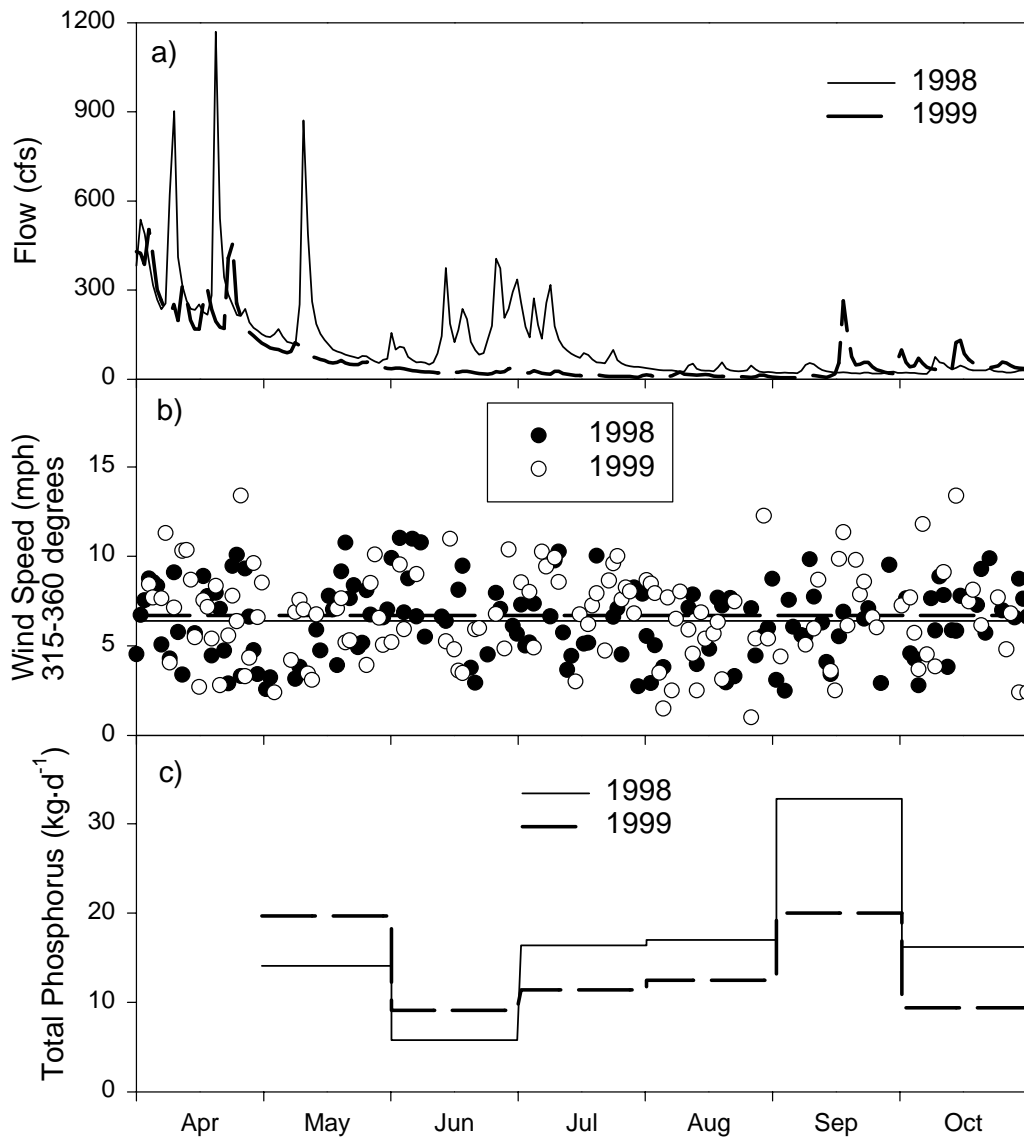 1200
900
600
300
0
Flow (cfs)
a)
1998
1999
15
10
5
0
Wind Speed (mph)
315-360 degrees
b)
1998
1999
30
20
10
0
Total Phosphorus (kg·d⁻¹)
c)
1998
1999
Apr May Jun Jul Aug Sep Oct